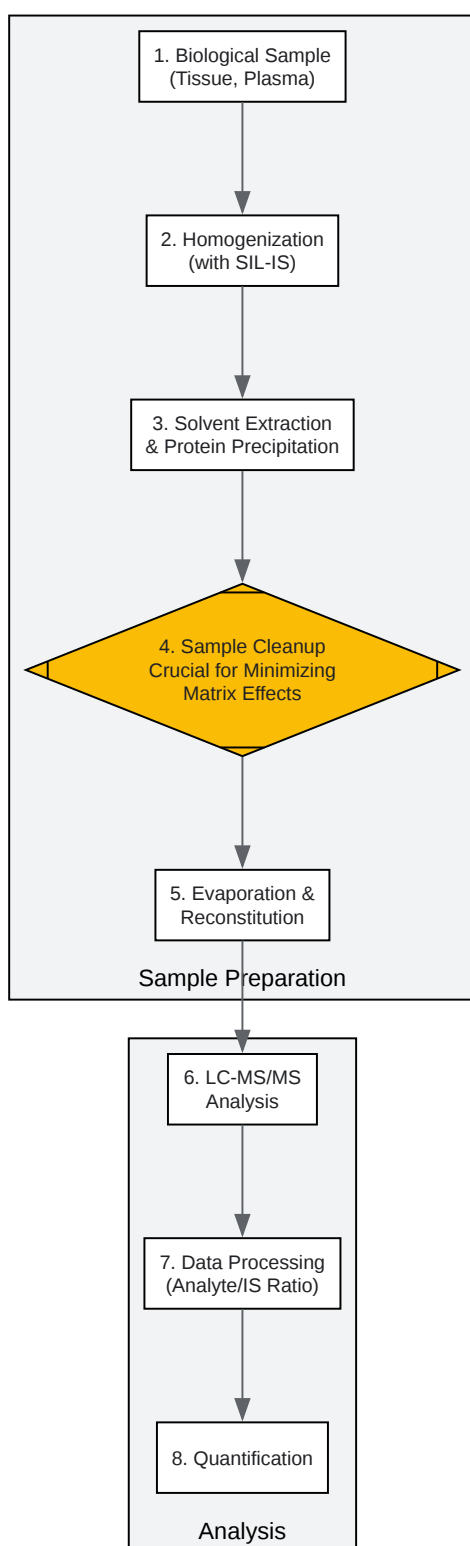 1. Biological Sample
(Tissue, Plasma)
2. Homogenization
(with SIL-IS)
3. Solvent Extraction
& Protein Precipitation
4. Sample Cleanup
Crucial for Minimizing
Matrix Effects
5. Evaporation &
Reconstitution
Sample Preparation
6. LC-MS/MS
Analysis
7. Data Processing
(Analyte/IS Ratio)
8. Quantification
Analysis